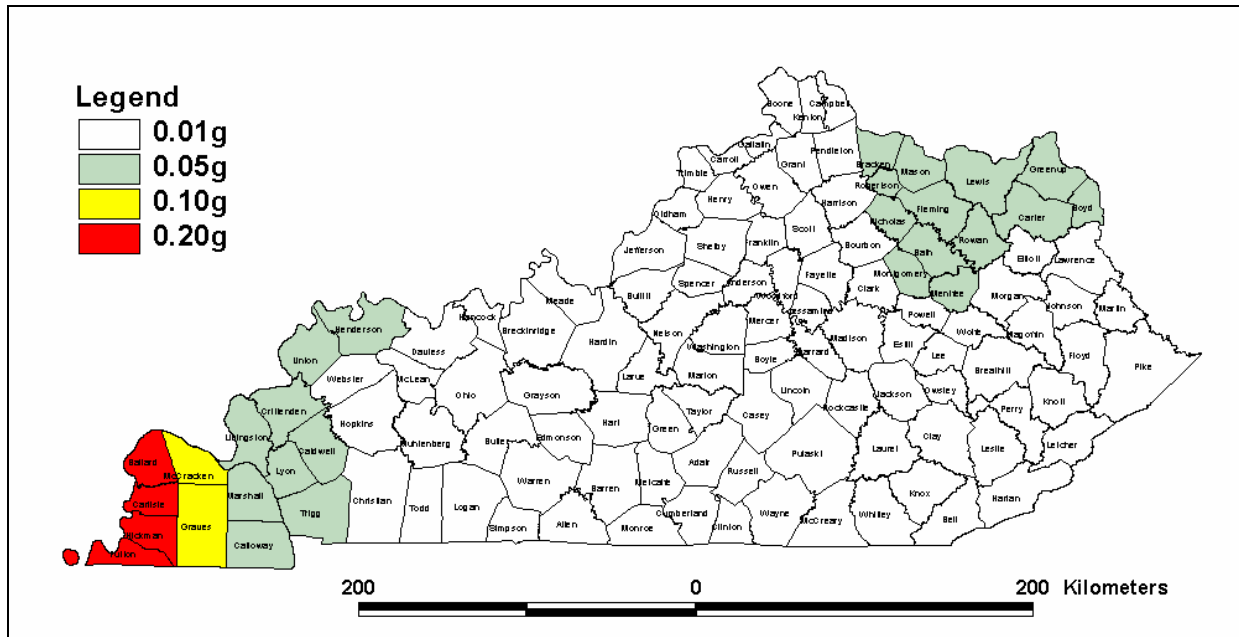 Legend
0.01g
0.05g
0.10g
0.20g
Boone
Campbell
Kenton
Gallatin
Pendleton
Bracken
Carroll
Grant
Mason
Lewis
Greenup
Trimble
Owen
Robertson
Boyd
Henry
Harrison
Fleming
Carter
Oldham
Nicholas
Scott
Rowan
Jefferson
Shelby
Franklin
Bourbon
Bath
Elliott
Lawrence
Fayette
Montgomery
Spencer
Anderson
Clark
Menifee
Morgan
Bullitt
Woodford
Meade
Jessamine
Powell
Johnson
Martin
Hancock
Mercer
Henderson
Breckinridge
Nelson
Madison
Wolfe
Magoffin
Hardin
Washington
Estill
Daviess
Garrard
Lee
Floyd
Union
Boyle
Pike
Webster
McLean
Larue
Marion
Breathitt
Ohio
Grayson
Lincoln
Jackson
Owsley
Knott
Crittenden
Taylor
Casey
Rockcastle
Perry
Hopkins
Hart
Green
Livingston
Muhlenberg
Butler
Edmonson
Clay
Letcher
Caldwell
Laurel
Leslie
Pulaski
Ballard
Adair
Lyon
Russell
McCracken
Warren
Metcalfe
Barren
Knox
Marshall
Christian
Harlan
Carlisle
Todd
Logan
Trigg
Cumberland
Wayne
Whitley
McCreary
Bell
Graves
Simpson
Allen
Monroe
Clinton
Hickman
Calloway
Fulton
200 0 200 Kilometers